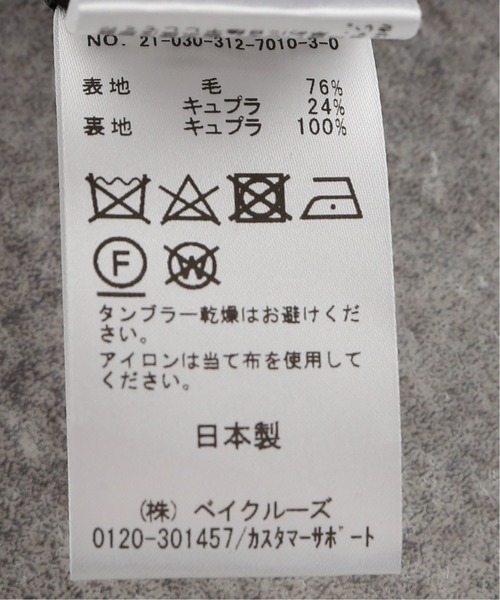 NO. 21-030-312-7010-3-0
表地 毛 76%
キュプラ 24%
裏地 キュプラ 100%
F W
タンブラー乾燥はお避けくだ
さい。
アイロンは当て布を使用して
ください。
日本製
(株) ベイクルーズ
0120-301457/カスタマーサポート